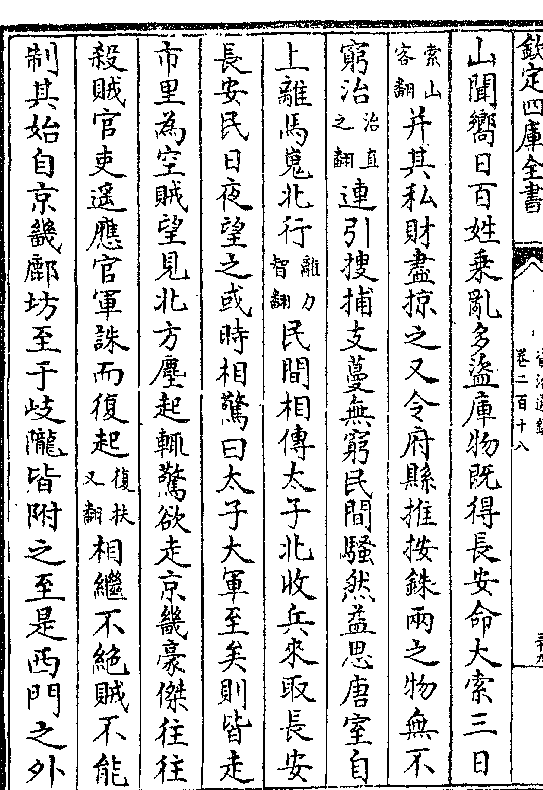 欽定四庫全書
卷二百十八
山聞嚮日百姓乗亂多盜庫物既得長安命大索三日
索山客翻并其私財盡掠之又令府縣推按銖兩之物無不
窮治治直之翻連引搜捕支蔓無窮民間騷然益思唐室自
上離馬嵬北行離力智翻民間相傳太子北收兵來取長安
長安民日夜望之或時相驚曰太子大軍至矣則皆走
市里為空賊望見北方塵起輒驚欲走京畿豪傑往往
殺賊官吏遥應官軍誅而復起復扶又翻相繼不絶賊不能
制其始自京畿鄜坊至于岐隴皆附之至是西門之外